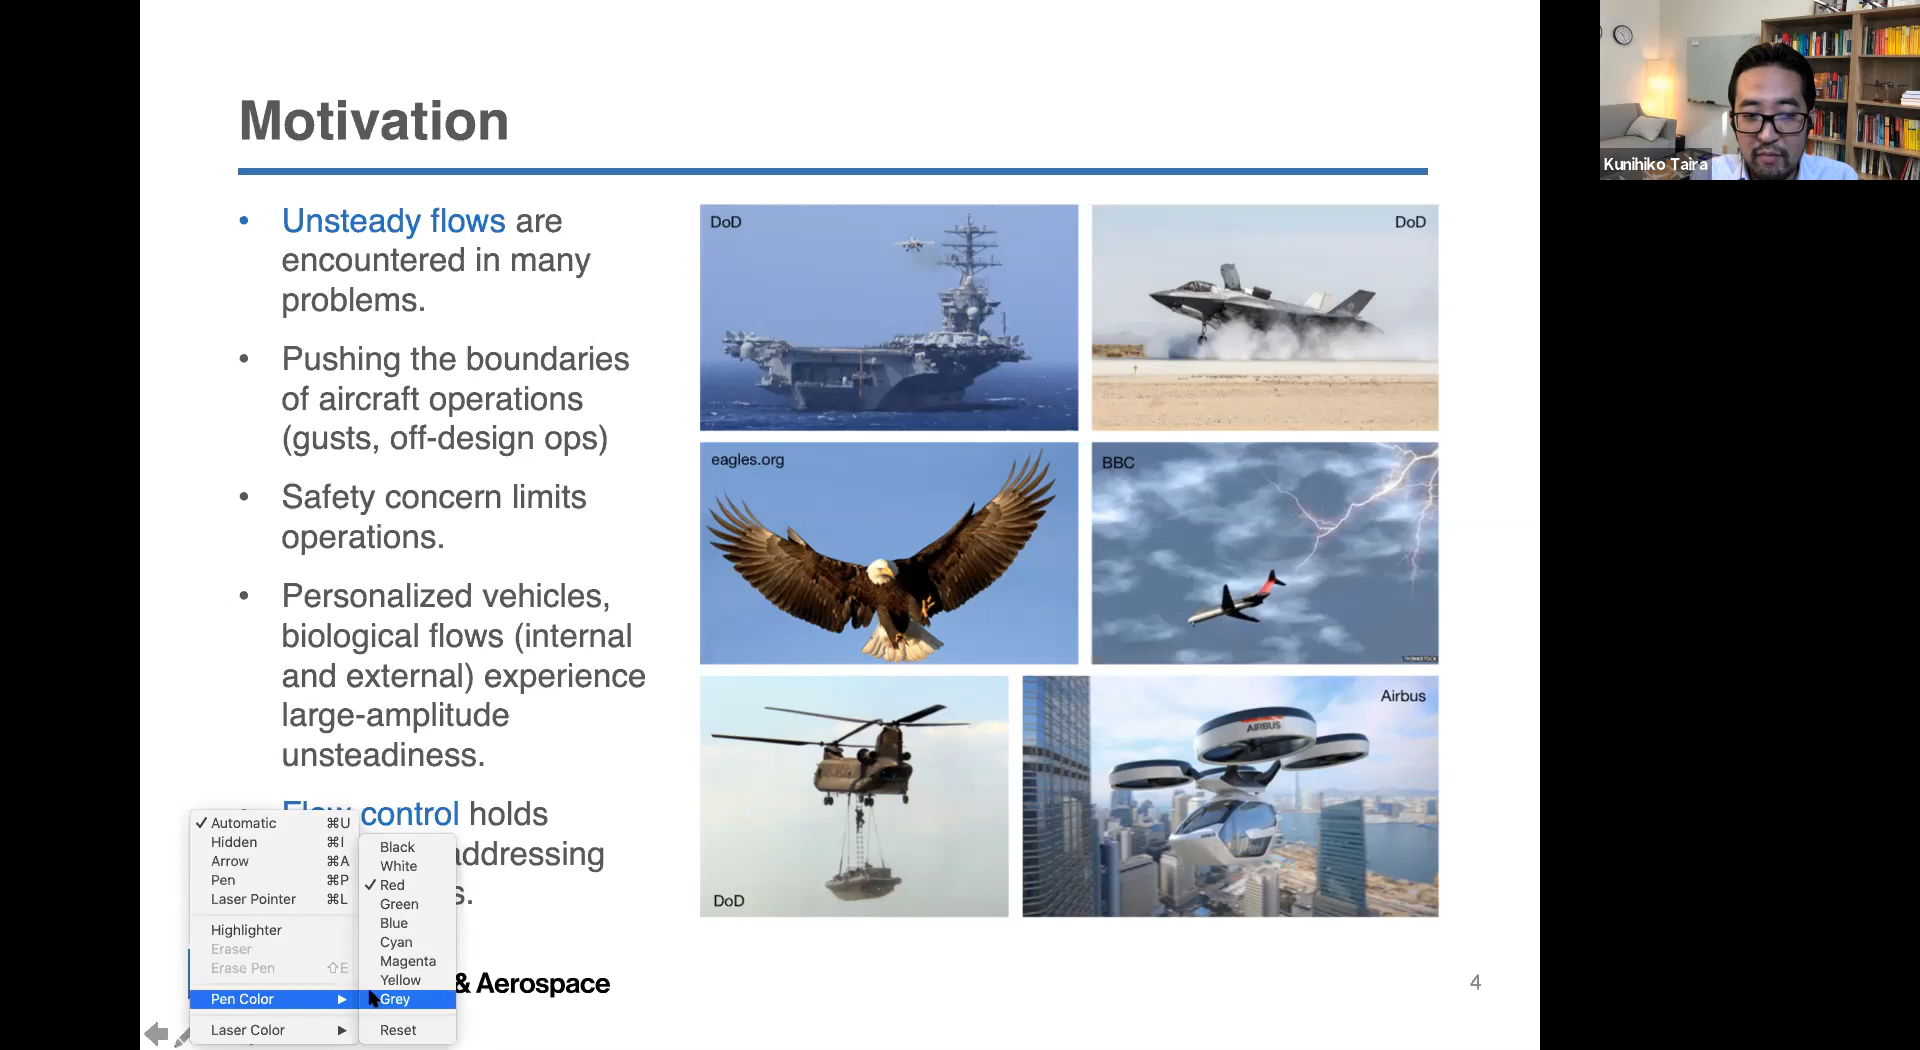 Motivation
• Unsteady flows are
encountered in many
problems.
• Pushing the boundaries
of aircraft operations
(gusts, off-design ops)
• Safety concern limits
operations.
• Personalized vehicles,
biological flows (internal
and external) experience
large-amplitude
unsteadiness.
Flow control holds
addressing
s.
& Aerospace
4
DoD
DoD
eagles.org
BBC
THINKSTOCK
DoD
Airbus
AIRBUS
✓ Automatic ⌘U
Hidden ⌘I
Arrow ⌘A
Pen ⌘P
Laser Pointer ⌘L
Highlighter
Eraser
Erase Pen ⇧E
Pen Color ▶
Laser Color ▶
Black
White
✓ Red
Green
Blue
Cyan
Magenta
Yellow
Grey
Reset
Kunihiko Taira